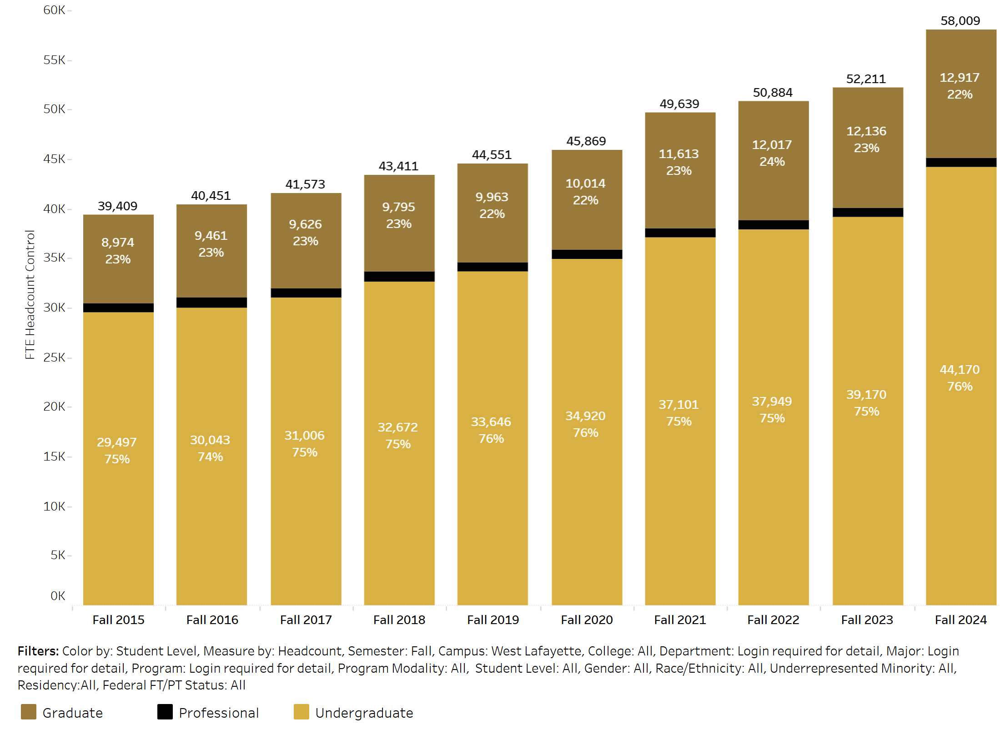 60K
55K
50K
45K
40K
35K
30K
25K
20K
15K
10K
5K
0K
FTE Headcount Control
39,409
8,974
23%
29,497
75%
40,451
9,461
23%
30,043
74%
41,573
9,626
23%
31,006
75%
43,411
9,795
23%
32,672
75%
44,551
9,963
22%
33,646
76%
45,869
10,014
22%
34,920
76%
49,639
11,613
23%
37,101
75%
50,884
12,017
24%
37,949
75%
52,211
12,136
23%
39,170
75%
58,009
12,917
22%
44,170
76%
Fall 2015 Fall 2016 Fall 2017 Fall 2018 Fall 2019 Fall 2020 Fall 2021 Fall 2022 Fall 2023 Fall 2024
Filters: Color by: Student Level, Measure by: Headcount, Semester: Fall, Campus: West Lafayette, College: All, Department: Login required for detail, Major: Login
required for detail, Program: Login required for detail, Program Modality: All, Student Level: All, Gender: All, Race/Ethnicity: All, Underrepresented Minority: All,
Residency:All, Federal FT/PT Status: All
Graduate Professional Undergraduate